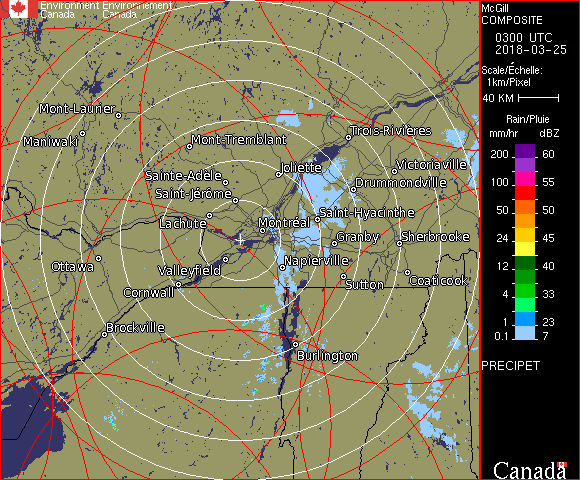 Environment Environnement
Canada Canada
McGill
COMPOSITE
0300 UTC
2018-03-25
Scale/Échelle:
1km/Pixel
40 KM
Rain/Pluie
mm/hr dBZ
200 60
55
100 55
50 50
24 45
12 40
4 33
1 23
0.1 7
PRECIPET
Mont-Laurier
Maniwaki
Mont-Tremblant
Trois-Rivières
Sainte-Adèle
Joliette
Victoriaville
Saint-Jérôme
Drummondville
Lachute
Montréal
Saint-Hyacinthe
Granby
Sherbrooke
Ottawa
Valleyfield
Napierville
Cornwall
Sutton
Coaticook
Brockville
Burlington
Canada